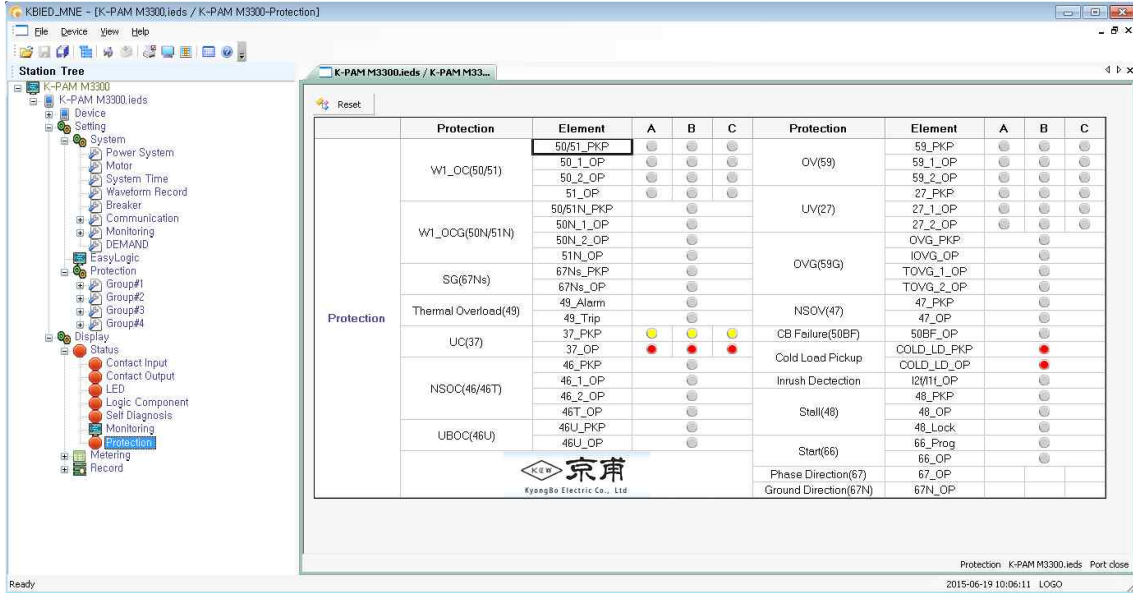 KBIED_MNE - [K-PAM M3300.ieds / K-PAM M3300-Protection]
File Device View Help
Station Tree
K-PAM M3300.ieds / K-PAM M33...
K-PAM M3300
K-PAM M3300.ieds
Device
Setting
System
Power System
Motor
System Time
Waveform Record
Breaker
Communication
Monitoring
DEMAND
EasyLogic
Protection
Group#1
Group#2
Group#3
Group#4
Display
Status
Contact Input
Contact Output
LED
Logic Component
Self Diagnosis
Monitoring
Protection
Metering
Record
Reset
Protection Element A B C Protection Element A B C
Protection
W1_OC(50/51)
50/51_PKP
50_1_OP
50_2_OP
51_OP
W1_OCG(50N/51N)
50/51N_PKP
50N_1_OP
50N_2_OP
51N_OP
SG(67Ns)
67Ns_PKP
67Ns_OP
Thermal Overload(49)
49_Alarm
49_Trip
UC(37)
37_PKP
37_OP
NSOC(46/46T)
46_PKP
46_1_OP
46_2_OP
46T_OP
UBOC(46U)
46U_PKP
46U_OP
KEW 京甫
KyongBo Electric Co., Ltd
OV(59)
59_PKP
59_1_OP
59_2_OP
UV(27)
27_PKP
27_1_OP
27_2_OP
OVG(59G)
OVG_PKP
IOVG_OP
TOVG_1_OP
TOVG_2_OP
NSOV(47)
47_PKP
47_OP
CB Failure(50BF)
50BF_OP
Cold Load Pickup
COLD_LD_PKP
COLD_LD_OP
Inrush Dectection
I2f/I1f_OP
Stall(48)
48_PKP
48_OP
48_Lock
Start(66)
66_Prog
66_OP
Phase Direction(67)
67_OP
Ground Direction(67N)
67N_OP
Protection K-PAM M3300.ieds Port close
Ready
2015-06-19 10:06:11 LOGO